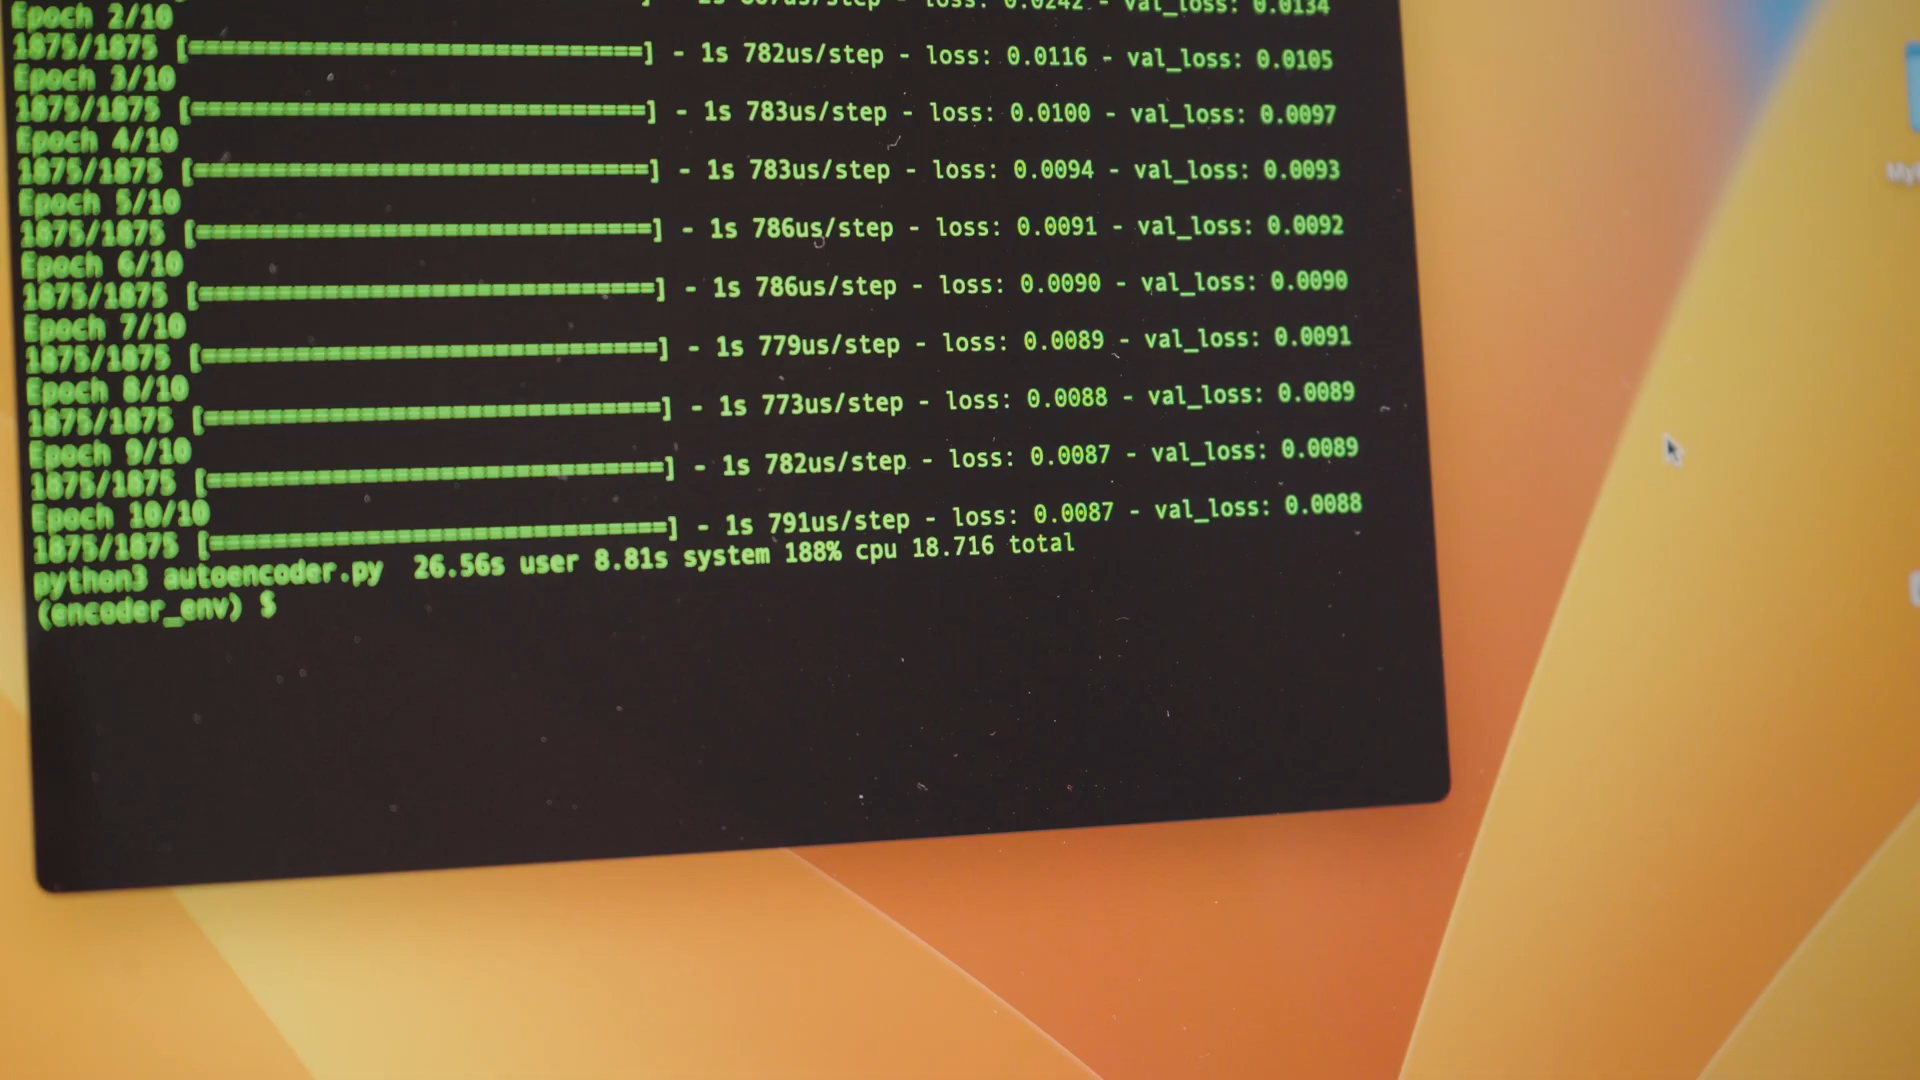 - loss: 0.0242 - val_loss: 0.0134
Epoch 2/10
1875/1875 [==============================] - 1s 782us/step - loss: 0.0116 - val_loss: 0.0105
Epoch 3/10
1875/1875 [==============================] - 1s 783us/step - loss: 0.0100 - val_loss: 0.0097
Epoch 4/10
1875/1875 [==============================] - 1s 783us/step - loss: 0.0094 - val_loss: 0.0093
Epoch 5/10
1875/1875 [==============================] - 1s 786us/step - loss: 0.0091 - val_loss: 0.0092
Epoch 6/10
1875/1875 [==============================] - 1s 786us/step - loss: 0.0090 - val_loss: 0.0090
Epoch 7/10
1875/1875 [==============================] - 1s 779us/step - loss: 0.0089 - val_loss: 0.0091
Epoch 8/10
1875/1875 [==============================] - 1s 773us/step - loss: 0.0088 - val_loss: 0.0089
Epoch 9/10
1875/1875 [==============================] - 1s 782us/step - loss: 0.0087 - val_loss: 0.0089
Epoch 10/10
1875/1875 [==============================] - 1s 791us/step - loss: 0.0087 - val_loss: 0.0088
python3 autoencoder.py  26.56s user 8.81s system 188% cpu 18.716 total
(encoder_env) $